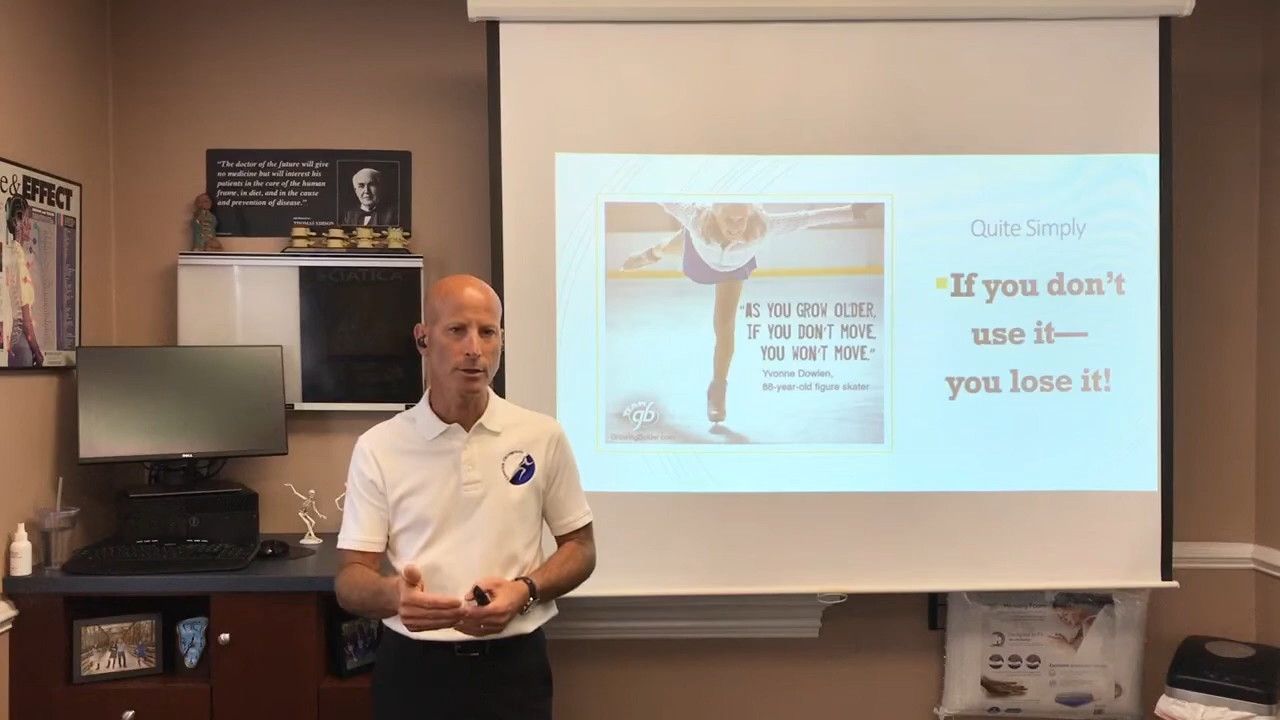 e&EFFECT
"The doctor of the future will give
no medicine but will interest his
patients in the care of the human
frame, in diet, and in the cause
and prevention of disease."
THOMAS EDISON
SCIATICA
DELL
"AS YOU GROW OLDER,
IF YOU DON'T MOVE,
YOU WON'T MOVE."
Yvonne Dowlen,
88-year-old figure skater
gb
GrowingBolder.com
Quite Simply
If you don't
use it—
you lose it!